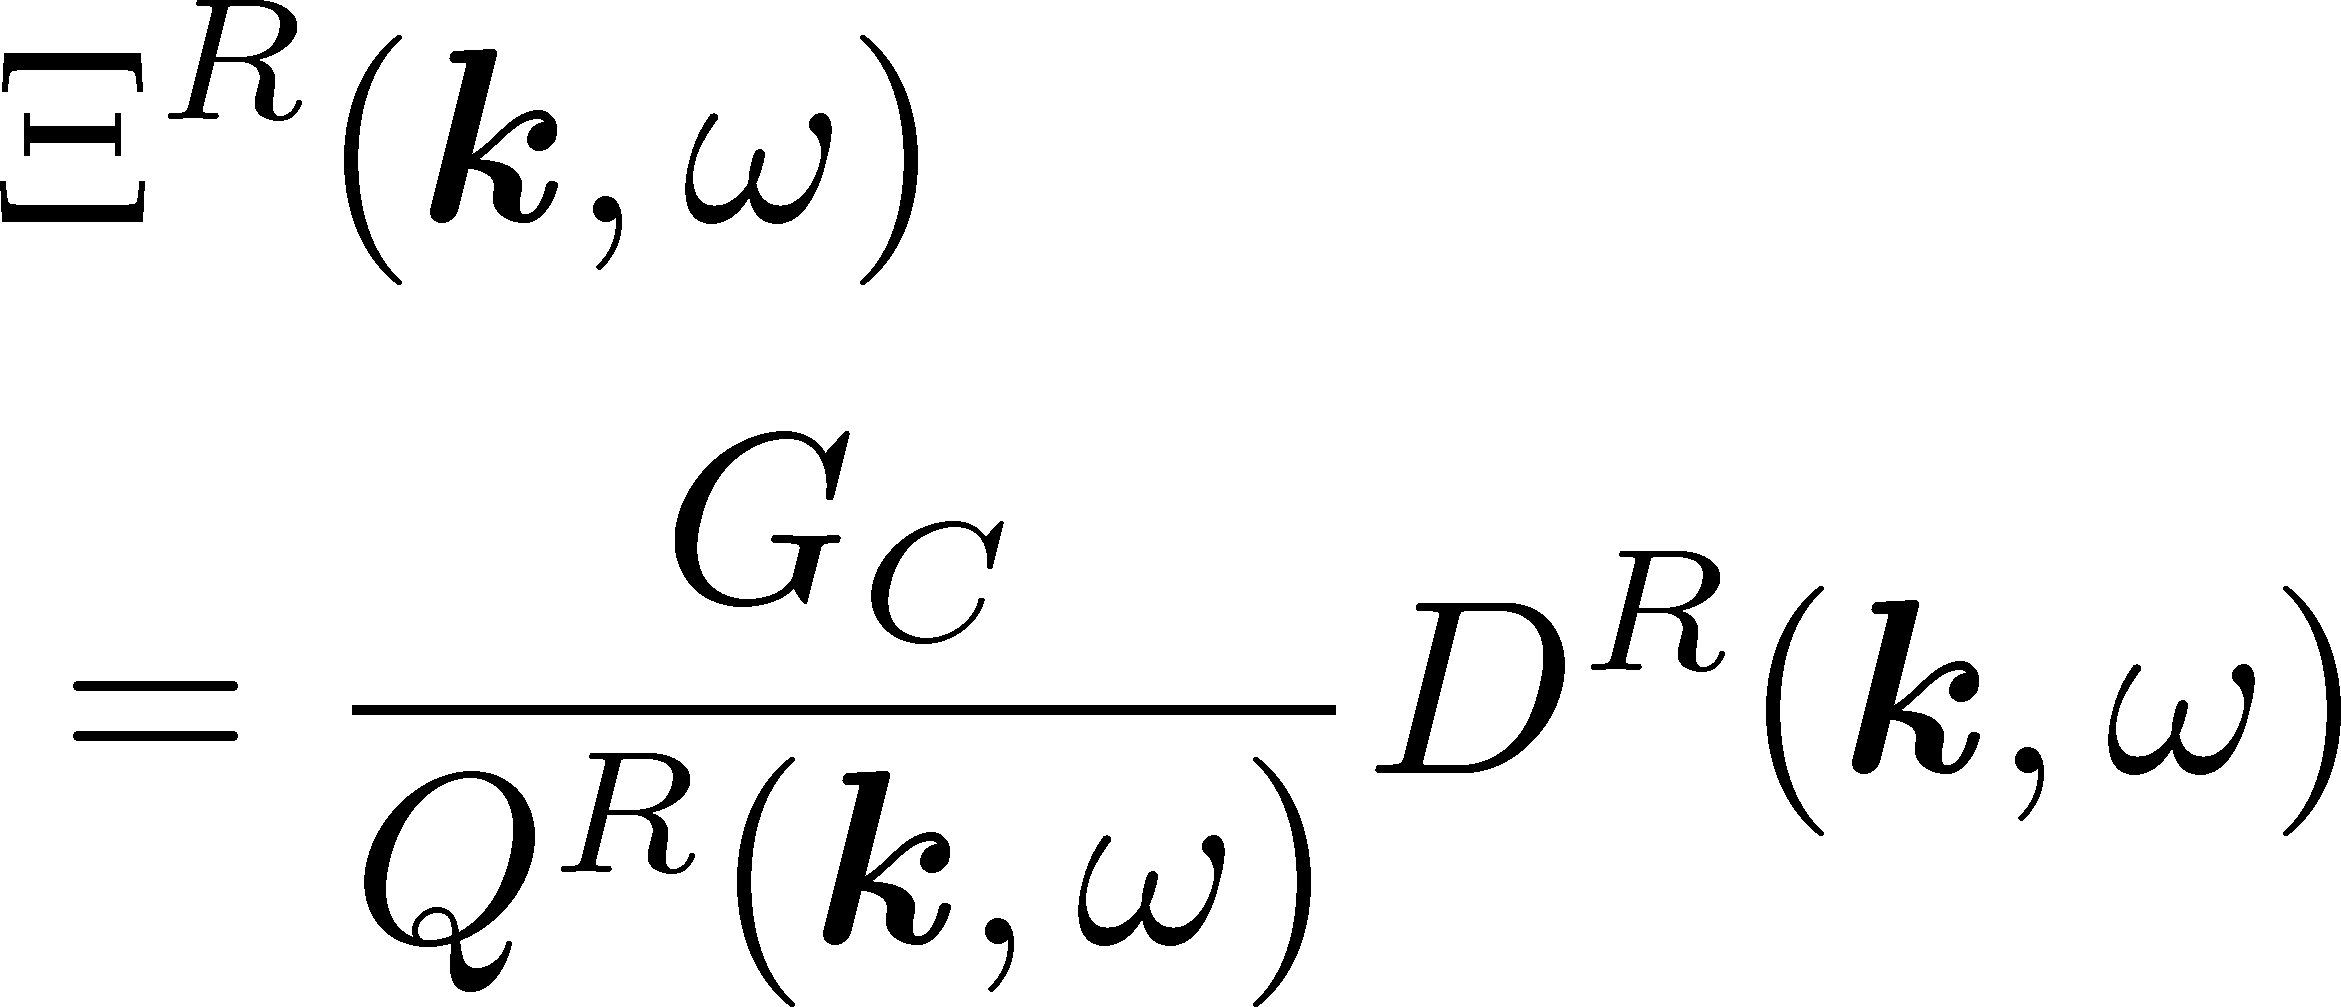 \Xi^R(\boldsymbol{k}, \omega)
= \frac{G_C}{Q^R(\boldsymbol{k}, \omega)} D^R(\boldsymbol{k}, \omega)